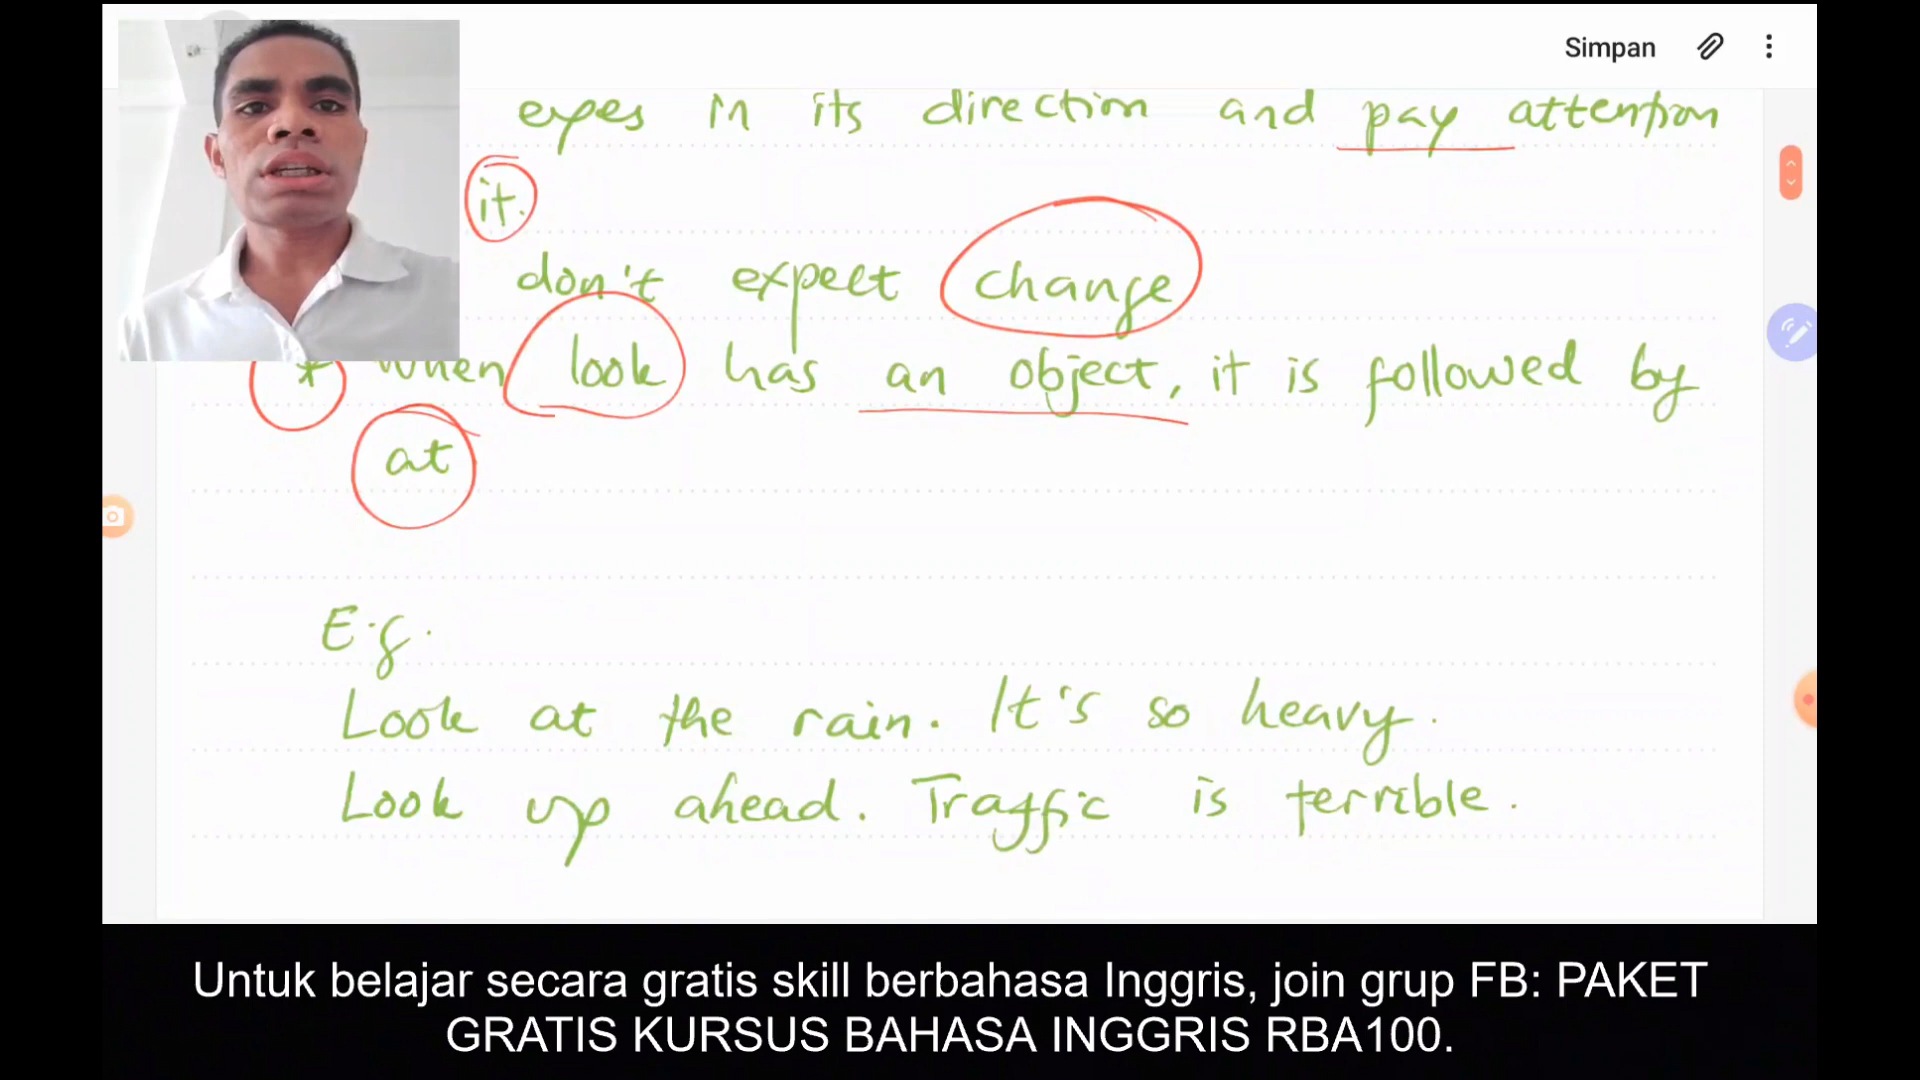 Simpan
eyes in its direction and pay attention
it.
don't expect change
* when look has an object, it is followed by
at
E.g.
Look at the rain. It's so heavy.
Look up ahead. Traffic is terrible.
Untuk belajar secara gratis skill berbahasa Inggris, join grup FB: PAKET
GRATIS KURSUS BAHASA INGGRIS RBA100.